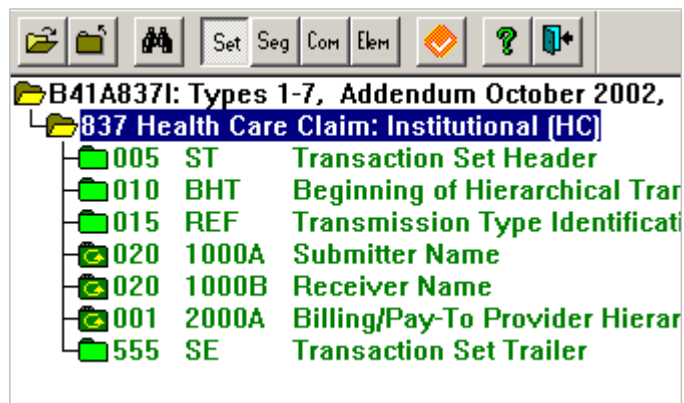 Set Seg Com Elem ?
B41A837I: Types 1-7, Addendum October 2002,
837 Health Care Claim: Institutional (HC)
005 ST Transaction Set Header
010 BHT Beginning of Hierarchical Tran
015 REF Transmission Type Identificati
020 1000A Submitter Name
020 1000B Receiver Name
001 2000A Billing/Pay-To Provider Hierar
555 SE Transaction Set Trailer